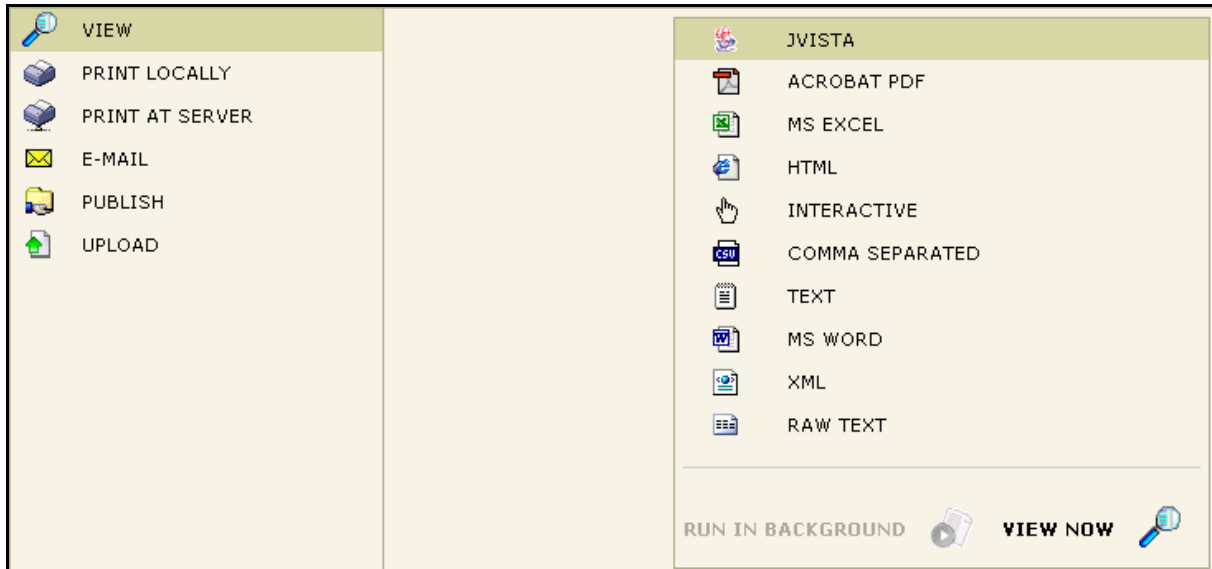 VIEW
PRINT LOCALLY
PRINT AT SERVER
E-MAIL
PUBLISH
UPLOAD
JVISTA
ACROBAT PDF
MS EXCEL
HTML
INTERACTIVE
CSV COMMA SEPARATED
TEXT
MS WORD
XML
RAW TEXT
RUN IN BACKGROUND VIEW NOW